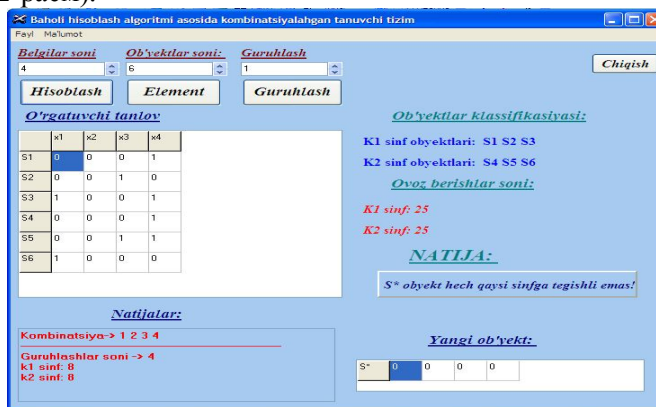 2-расм).
Baholi hisoblash algoritmi asosida kombinatsiyalahgan tanuvchi tizim
Fayl Ma'lumot
Belgilar soni Ob'yektlar soni: Guruhlash
4 6 1
Chiqish
Hisoblash Element Guruhlash
O'rgatuvchi tanlov
x1 x2 x3 x4
S1 0 0 0 1
S2 0 0 1 0
S3 1 0 0 1
S4 0 0 0 1
S5 0 0 1 1
S6 1 0 0 0
Ob'yektlar klassifikasiyasi:
K1 sinf obyektlari: S1 S2 S3
K2 sinf obyektlari: S4 S5 S6
Ovoz berishlar soni:
K1 sinf: 25
K2 sinf: 25
NATIJA:
S* obyekt hech qaysi sinfga tegishli emas!
Natijalar:
Kombinatsiya-> 1 2 3 4
Guruhlashlar soni -> 4
k1 sinf: 8
k2 sinf: 8
Yangi ob'yekt:
S* 0 0 0 0